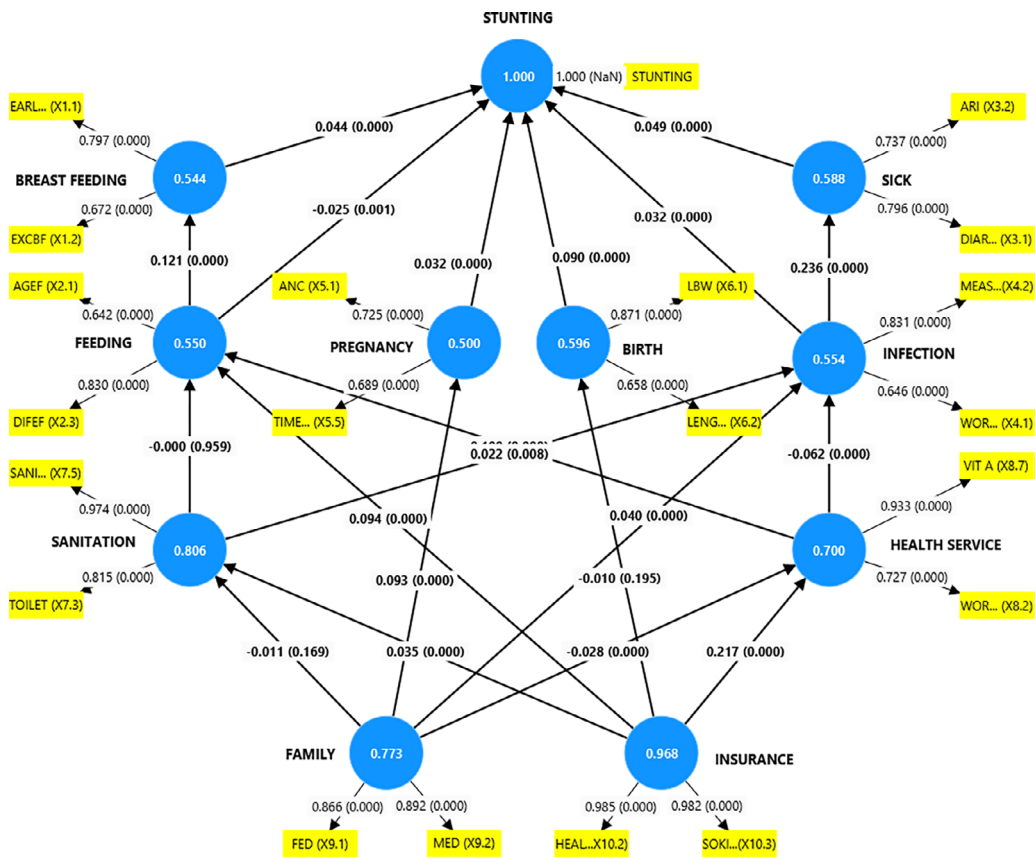 STUNTING
1.000
1.000 (NaN)
STUNTING
EARL... (X1.1)
0.797 (0.000)
BREAST FEEDING
0.544
0.672 (0.000)
EXCBF (X1.2)
0.044 (0.000)
0.049 (0.000)
ARI (X3.2)
0.737 (0.000)
0.588
SICK
0.796 (0.000)
DIAR... (X3.1)
-0.025 (0.001)
0.032 (0.000)
0.121 (0.000)
0.032 (0.000)
0.090 (0.000)
0.236 (0.000)
AGEF (X2.1)
0.642 (0.000)
FEEDING
0.550
0.830 (0.000)
DIFEF (X2.3)
ANC (X5.1)
0.725 (0.000)
PREGNANCY
0.500
0.689 (0.000)
TIME... (X5.5)
LBW (X6.1)
0.871 (0.000)
0.596
BIRTH
0.658 (0.000)
LENG... (X6.2)
MEAS...(X4.2)
0.831 (0.000)
0.554
INFECTION
0.646 (0.000)
WOR... (X4.1)
-0.000 (0.959)
0.022 (0.008)
-0.062 (0.000)
SANI... (X7.5)
0.974 (0.000)
SANITATION
0.806
0.815 (0.000)
TOILET (X7.3)
0.094 (0.000)
0.040 (0.000)
0.093 (0.000)
-0.010 (0.195)
VIT A (X8.7)
0.933 (0.000)
0.700
HEALTH SERVICE
0.727 (0.000)
WOR... (X8.2)
-0.011 (0.169)
0.035 (0.000)
-0.028 (0.000)
0.217 (0.000)
FAMILY
0.773
0.866 (0.000)
0.892 (0.000)
FED (X9.1)
MED (X9.2)
0.968
INSURANCE
0.985 (0.000)
0.982 (0.000)
HEAL...X10.2)
SOKI...(X10.3)